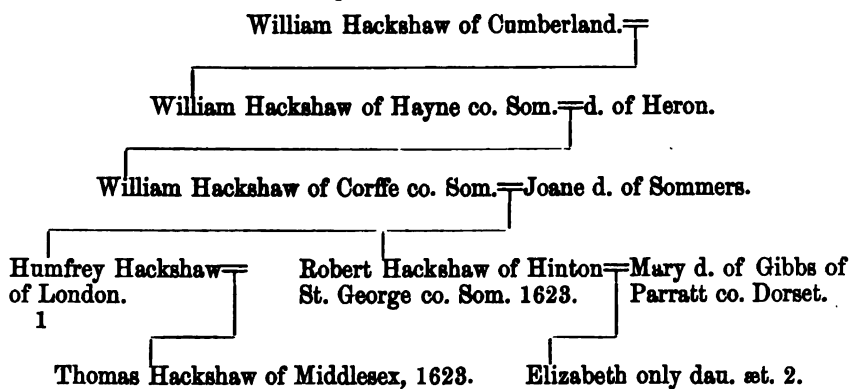 William Hackshaw of Cumberland.
William Hackshaw of Hayne co. Som. d. of Heron.
William Hackshaw of Corffe co. Som. Joane d. of Sommers.
Humfrey Hackshaw
of London.
1
Robert Hackshaw of Hinton
St. George co. Som. 1623.
Mary d. of Gibbs of
Parratt co. Dorset.
Thomas Hackshaw of Middlesex, 1623.
Elizabeth only dau. æt. 2.